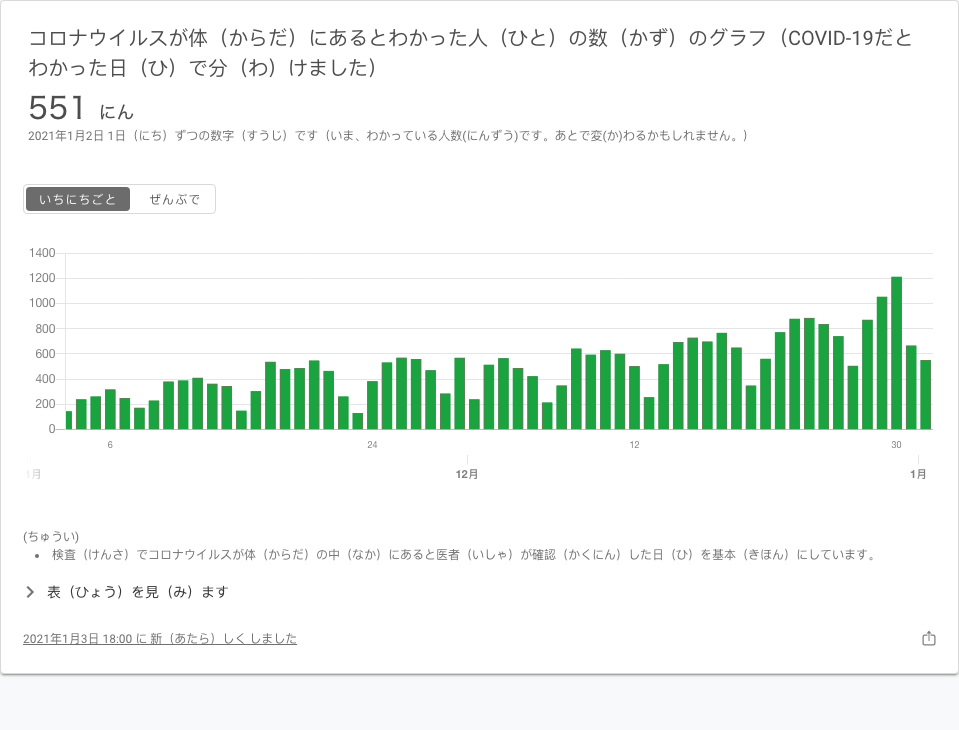 コロナウイルスが体（からだ）にあるとわかった人（ひと）の数（かず）のグラフ（COVID-19だと
わかった日（ひ）で分（わ）けました）
551 にん
2021年1月2日 1日（にち）ずつの数字（すうじ）です（いま、わかっている人数(にんずう)です。あとで変(か)わるかもしれません。）
いちにちごと ぜんぶで
1400
1200
1000
800
600
400
200
0
6 24 12 30
1月 12月 1月
(ちゅうい)
• 検査（けんさ）でコロナウイルスが体（からだ）の中（なか）にあると医者（いしゃ）が確認（かくにん）した日（ひ）を基本（きほん）にしています。
表（ひょう）を見（み）ます
2021年1月3日 18:00 に 新（あたら）しく しました